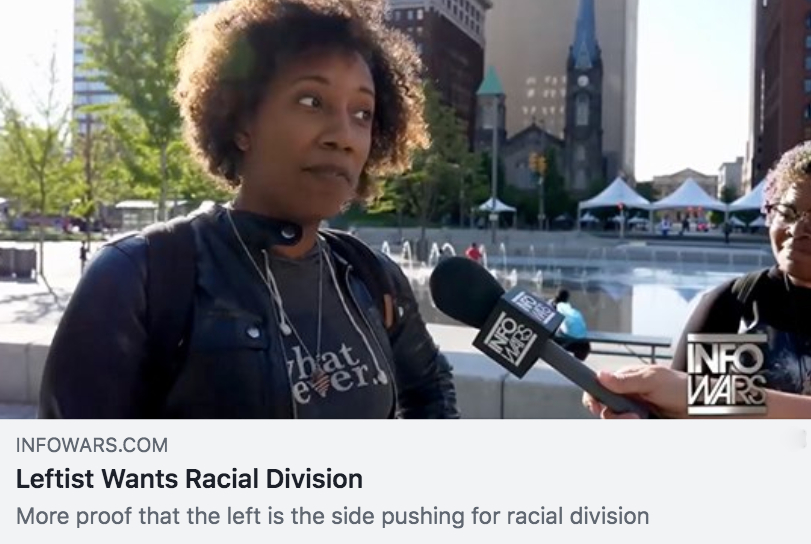 what
ever.
INFO
WARS
INFO
WARS
INFOWARS.COM
Leftist Wants Racial Division
More proof that the left is the side pushing for racial division